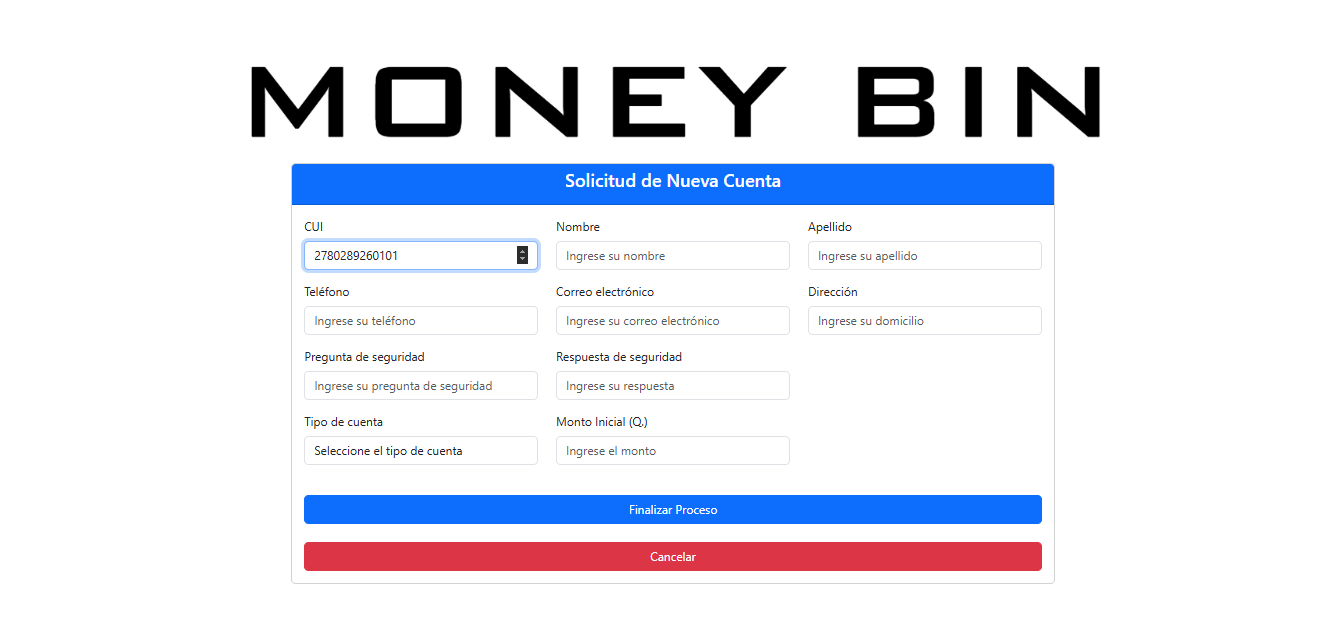 MONEY BIN
Solicitud de Nueva Cuenta
CUI
Nombre
Apellido
2780289260101
Ingrese su nombre
Ingrese su apellido
Teléfono
Correo electrónico
Dirección
Ingrese su teléfono
Ingrese su correo electrónico
Ingrese su domicilio
Pregunta de seguridad
Respuesta de seguridad
Ingrese su pregunta de seguridad
Ingrese su respuesta
Tipo de cuenta
Monto Inicial (Q.)
Seleccione el tipo de cuenta
Ingrese el monto
Finalizar Proceso
Cancelar